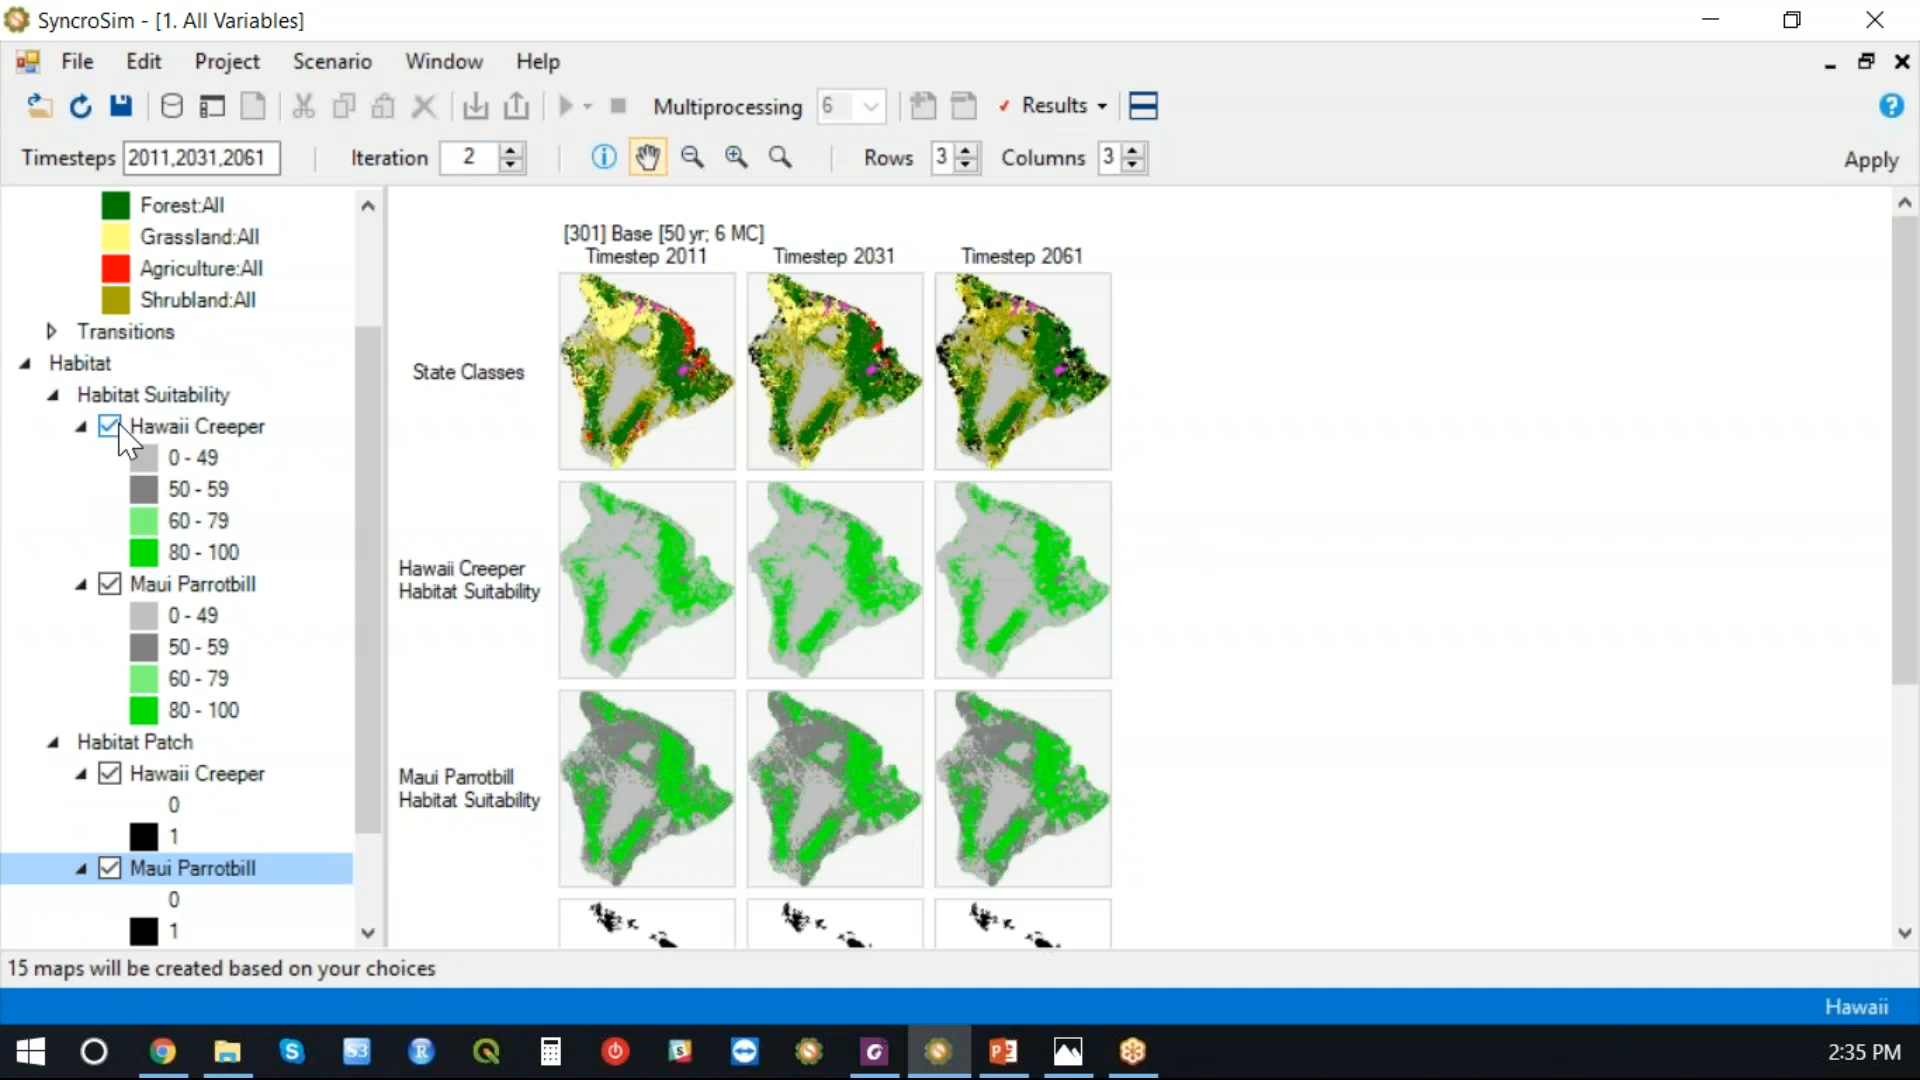 SyncroSim - [1. All Variables]
File Edit Project Scenario Window Help
Multiprocessing 6 Results
Timesteps 2011,2031,2061 Iteration 2 Rows 3 Columns 3 Apply
Forest:All
Grassland:All
Agriculture:All
Shrubland:All
Transitions
Habitat
Habitat Suitability
Hawaii Creeper
0 - 49
50 - 59
60 - 79
80 - 100
Maui Parrotbill
0 - 49
50 - 59
60 - 79
80 - 100
Habitat Patch
Hawaii Creeper
0
1
Maui Parrotbill
0
1
[301] Base [50 yr; 6 MC]
Timestep 2011 Timestep 2031 Timestep 2061
State Classes
Hawaii Creeper
Habitat Suitability
Maui Parrotbill
Habitat Suitability
15 maps will be created based on your choices
Hawaii
2:35 PM